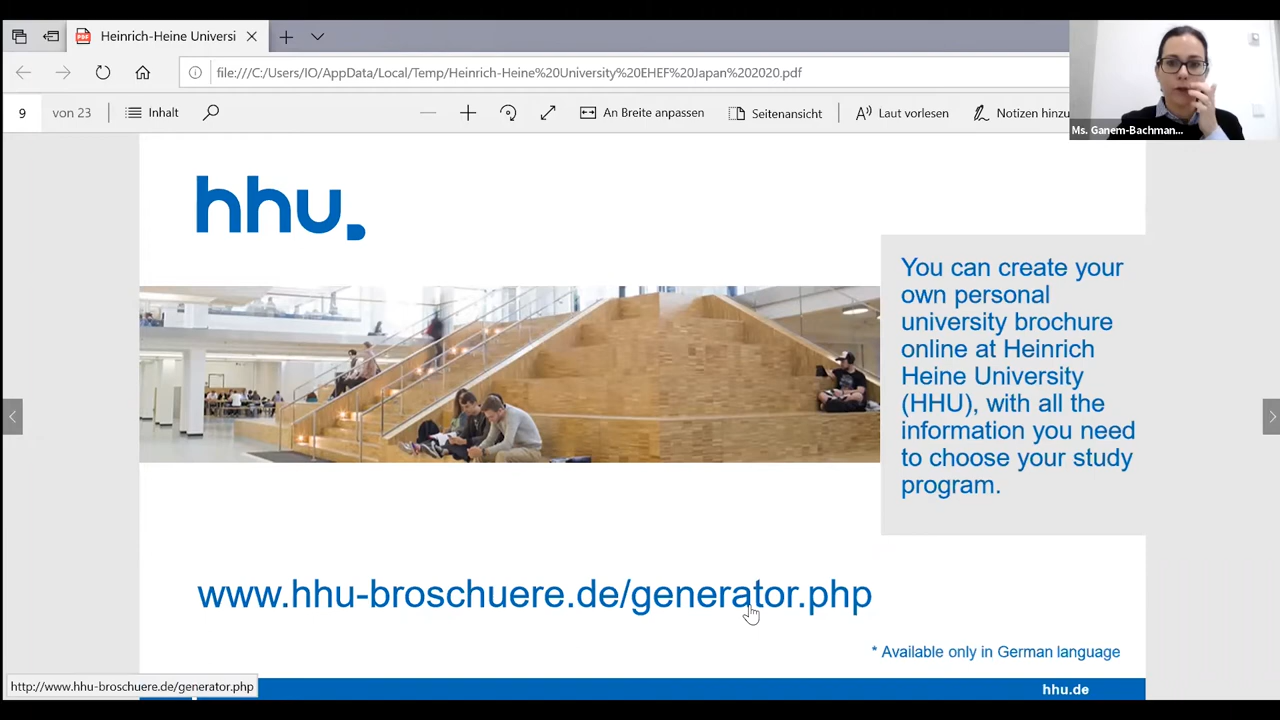 Heinrich-Heine Universi
file:///C:/Users/IO/AppData/Local/Temp/Heinrich-Heine%20University%20EHEF%20Japan%202020.pdf
9 von 23 Inhalt An Breite anpassen Seitenansicht Laut vorlesen Notizen hinzu
Ms. Ganem-Bachman...
hhu.
You can create your
own personal
university brochure
online at Heinrich
Heine University
(HHU), with all the
information you need
to choose your study
program.
www.hhu-broschuere.de/generator.php
* Available only in German language
http://www.hhu-broschuere.de/generator.php
hhu.de